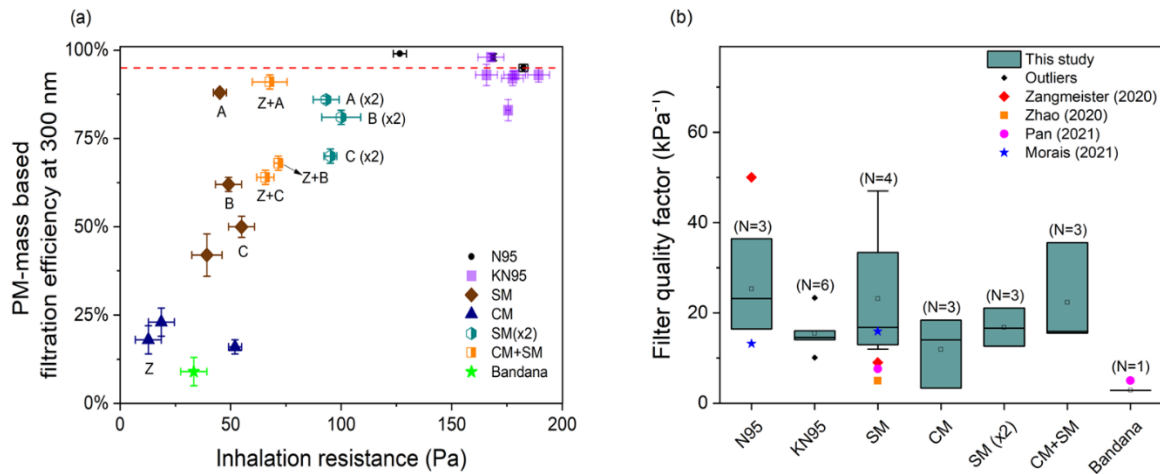 (a)
PM-mass based
filtration efficiency at 300 nm
100%
75%
50%
25%
0%
0
50
100
150
200
Inhalation resistance (Pa)
A
Z+A
A (x2)
B (x2)
C (x2)
Z+B
Z+C
B
C
Z
N95
KN95
SM
CM
SM(x2)
CM+SM
Bandana
(b)
Filter quality factor (kPa⁻¹)
60
40
20
0
This study
Outliers
Zangmeister (2020)
Zhao (2020)
Pan (2021)
Morais (2021)
(N=3)
(N=6)
(N=4)
(N=3)
(N=3)
(N=3)
(N=1)
N95
KN95
SM
CM
SM (x2)
CM+SM
Bandana